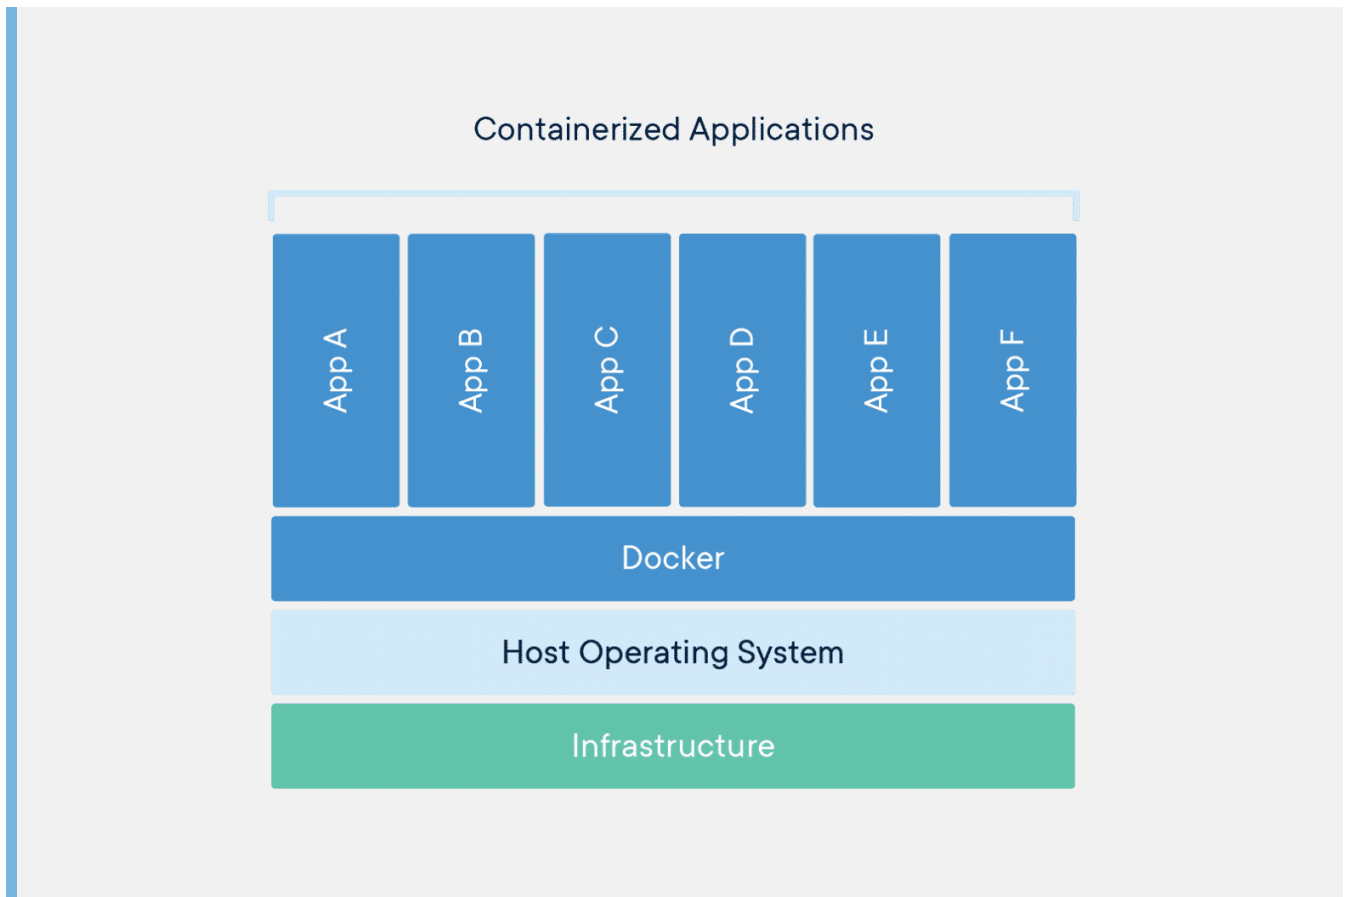 Containerized Applications
App A
App B
App C
App D
App E
App F
Docker
Host Operating System
Infrastructure